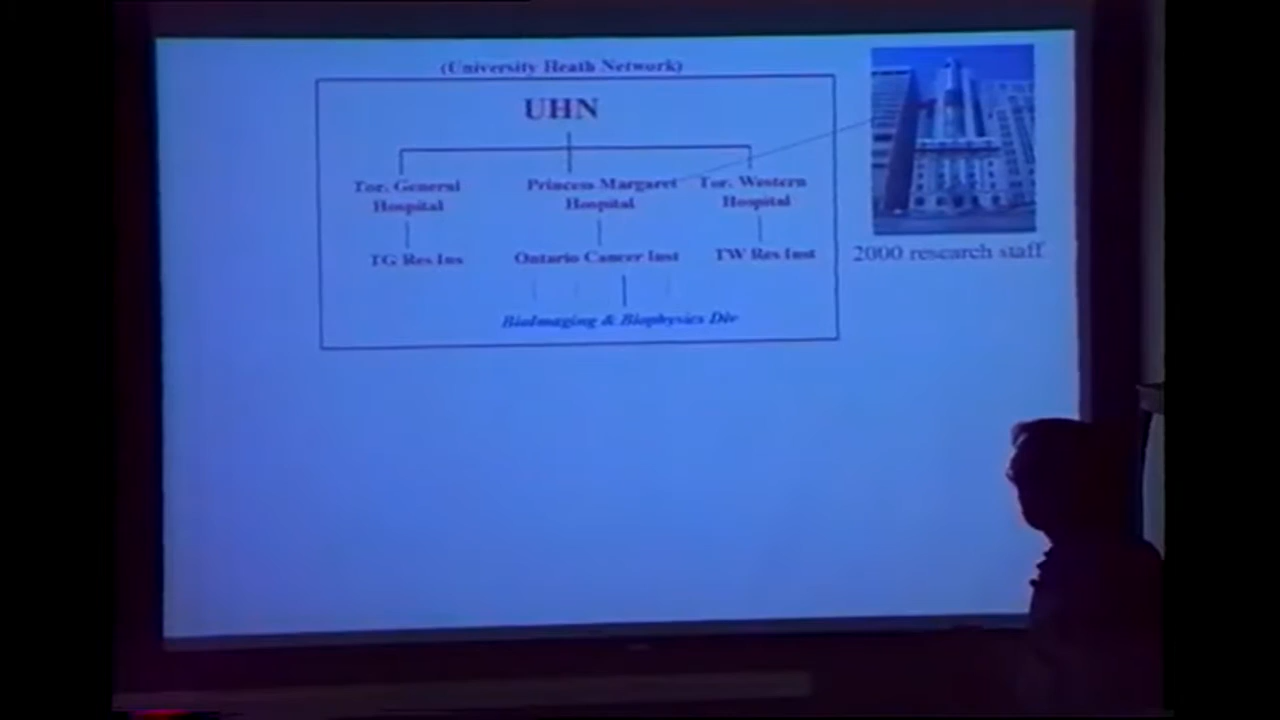 (University Heath Network)
UHN
Tor. General
Hospital
Princess Margaret
Hospital
Tor. Western
Hospital
TG Res Ins
Ontario Cancer Inst
TW Res Inst
BioImaging & Biophysics Div
2000 research staff